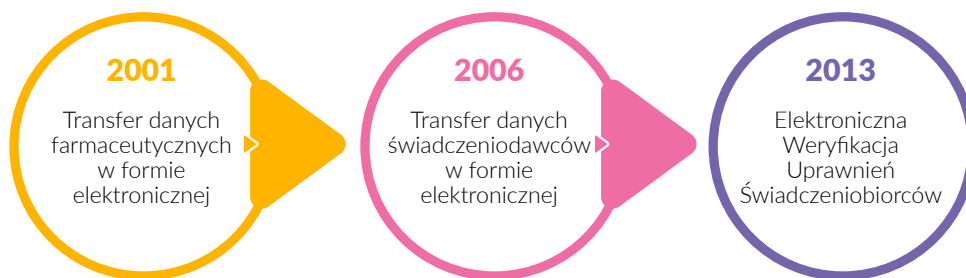 2001
Transfer danych
farmaceutycznych
w formie
elektronicznej
2006
Transfer danych
świadczeniodawców
w formie
elektronicznej
2013
Elektroniczna
Weryfikacja
Uprawnień
Świadczeniobiorców